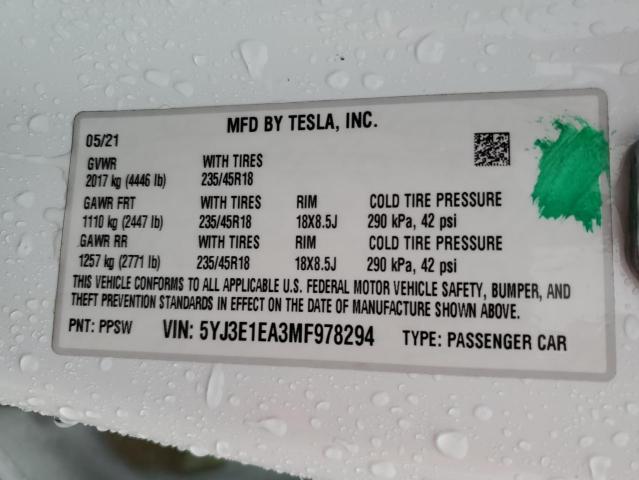 MFD BY TESLA, INC.
05/21
GVWR WITH TIRES
2017 kg (4446 lb) 235/45R18
GAWR FRT WITH TIRES RIM COLD TIRE PRESSURE
1110 kg (2447 lb) 235/45R18 18X8.5J 290 kPa, 42 psi
GAWR RR WITH TIRES RIM COLD TIRE PRESSURE
1257 kg (2771 lb) 235/45R18 18X8.5J 290 kPa, 42 psi
THIS VEHICLE CONFORMS TO ALL APPLICABLE U.S. FEDERAL MOTOR VEHICLE SAFETY, BUMPER, AND
THEFT PREVENTION STANDARDS IN EFFECT ON THE DATE OF MANUFACTURE SHOWN ABOVE.
PNT: PPSW VIN: 5YJ3E1EA3MF978294 TYPE: PASSENGER CAR